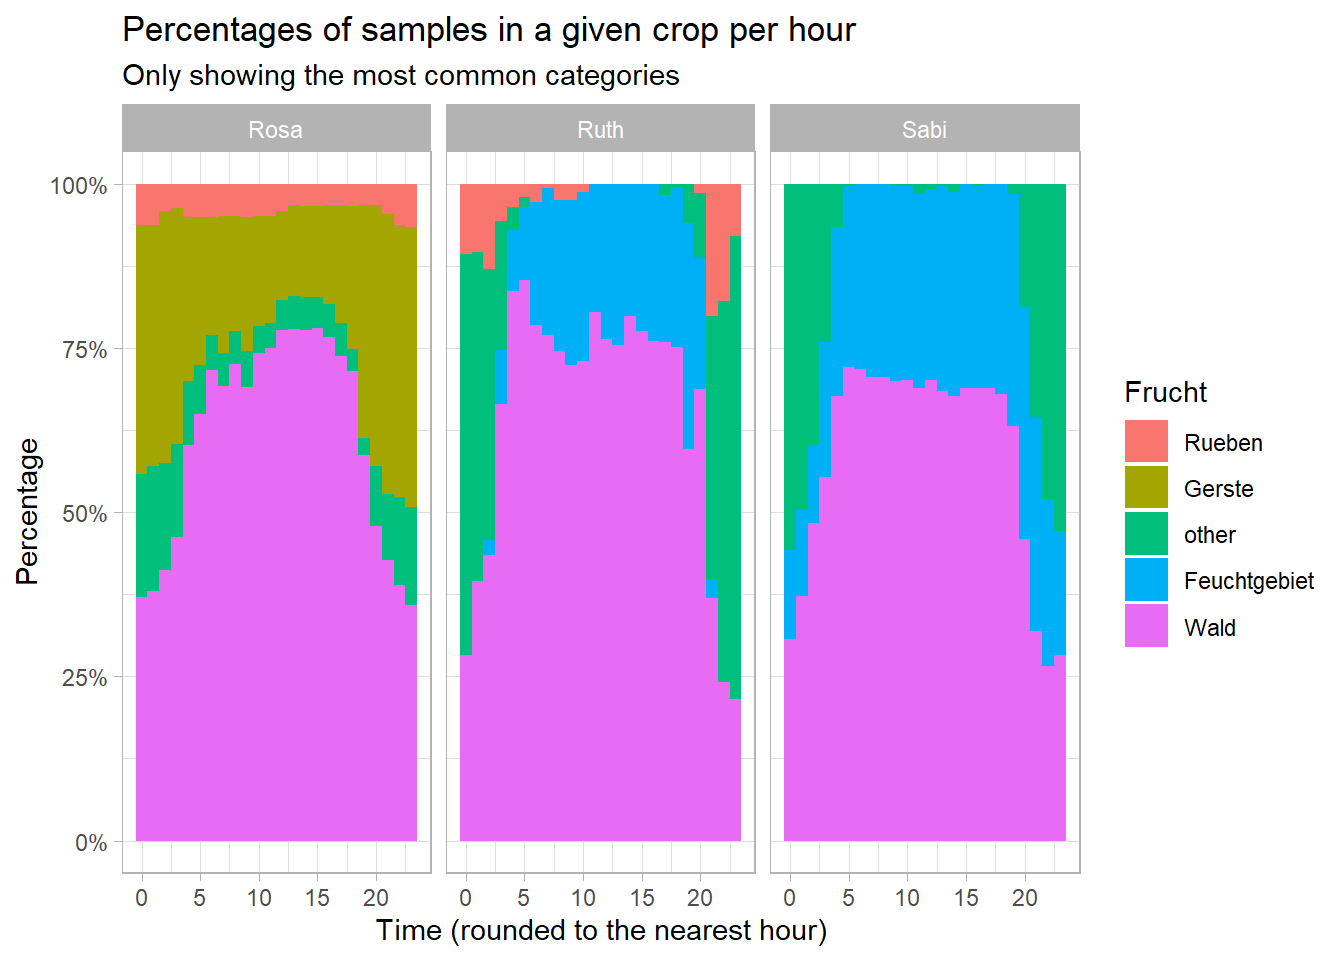 Percentages of samples in a given crop per hour
Only showing the most common categories
Rosa Ruth Sabi
100%
75%
50%
25%
0%
Percentage
0 5 10 15 20 0 5 10 15 20 0 5 10 15 20
Time (rounded to the nearest hour)
Frucht
Rueben
Gerste
other
Feuchtgebiet
Wald